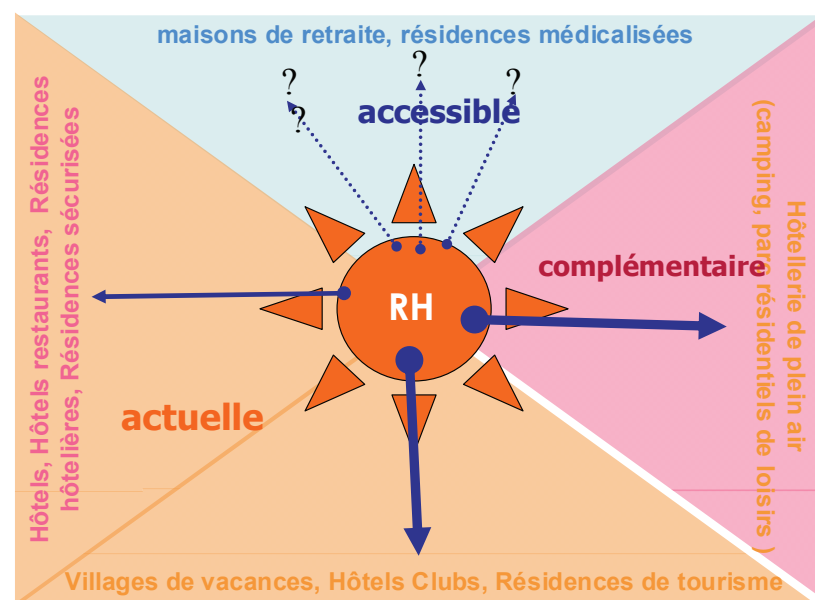 maisons de retraite, résidences médicalisées
?
?
?
?
accessible
Hôtels, Hôtels restaurants, Résidences
hôtelières, Résidences sécurisées
RH
complémentaire
Hôtellerie de plein air
(camping, parc résidentiels de loisirs )
actuelle
Villages de vacances, Hôtels Clubs, Résidences de tourisme